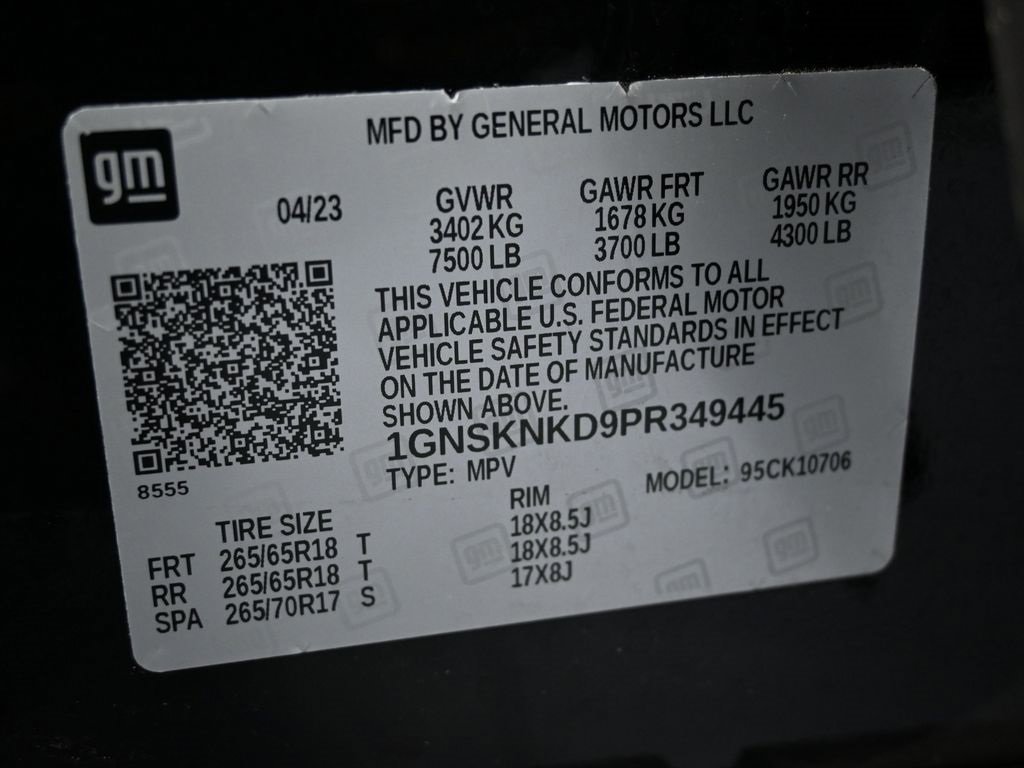 gm
MFD BY GENERAL MOTORS LLC
04/23
GVWR
3402 KG
7500 LB
GAWR FRT
1678 KG
3700 LB
GAWR RR
1950 KG
4300 LB
THIS VEHICLE CONFORMS TO ALL
APPLICABLE U.S. FEDERAL MOTOR
VEHICLE SAFETY STANDARDS IN EFFECT
ON THE DATE OF MANUFACTURE
SHOWN ABOVE.
1GNSKNKD9PR349445
TYPE: MPV MODEL: 95CK10706
8555
TIRE SIZE RIM
FRT 265/65R18 T 18X8.5J
RR 265/65R18 T 18X8.5J
SPA 265/70R17 S 17X8J